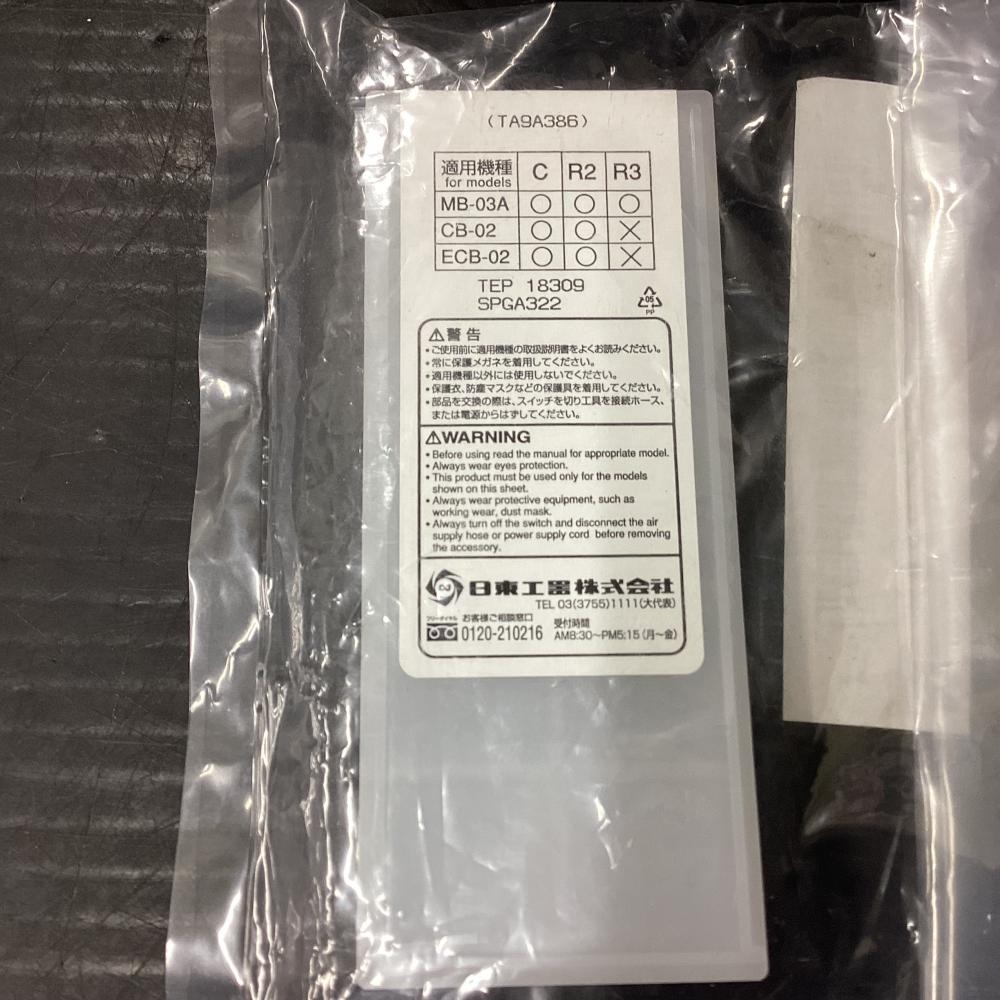 (TA9A386)
適用機種 for models C R2 R3
MB-03A ○ ○ ○
CB-02 ○ ○ ×
ECB-02 ○ ○ ×
TEP 18309
SPGA322
05
PP
⚠警告
・ご使用前に適用機種の取扱説明書をよくお読みください。
・常に保護メガネを着用してください。
・適用機種以外には使用しないでください。
・保護衣、防塵マスクなどの保護具を着用してください。
・部品を交換の際は、スイッチを切り工具を接続ホース、
または電源からはずしてください。
⚠WARNING
• Before using read the manual for appropriate model.
• Always wear eyes protection.
• This product must be used only for the models
shown on this sheet.
• Always wear protective equipment, such as
working wear, dust mask.
• Always turn off the switch and disconnect the air
supply hose or power supply cord before removing
the accessory.
日東工器株式会社
TEL 03(3755)1111(大代表)
フリーダイヤル お客様ご相談窓口 受付時間
0120-210216 AM8:30〜PM5:15(月〜金)